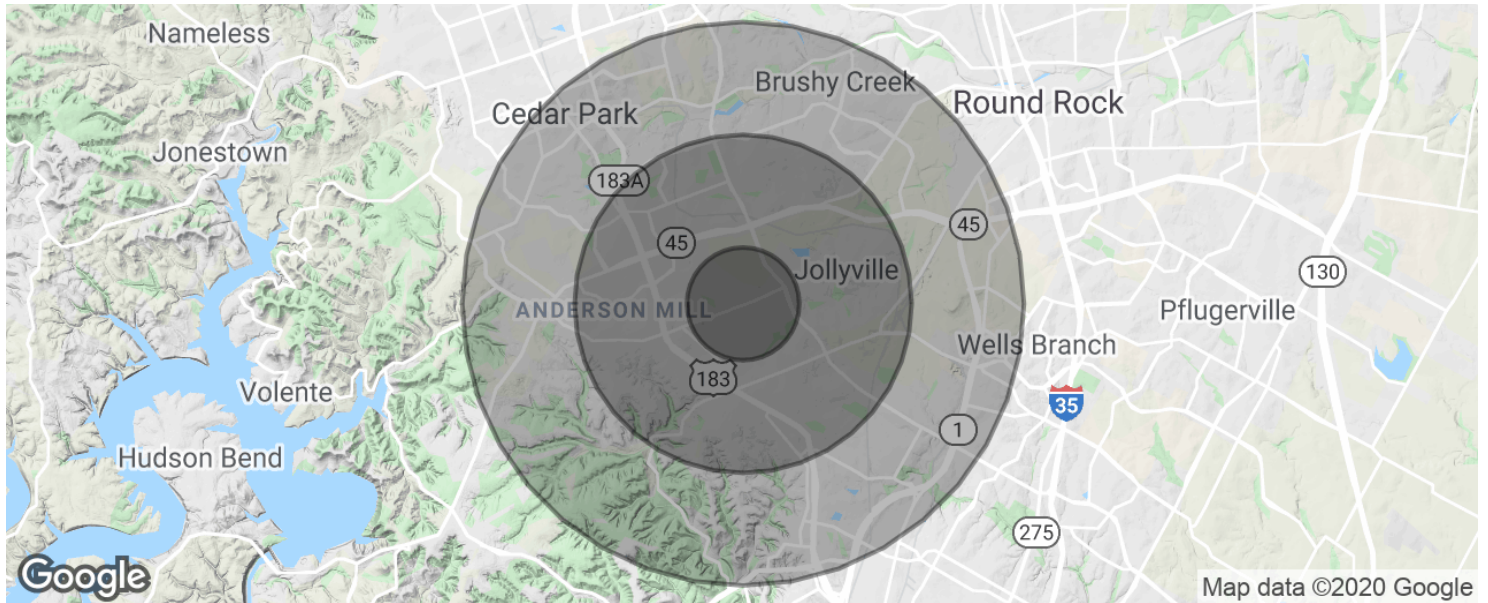 Nameless
Brushy Creek
Cedar Park
Round Rock
Jonestown
183A
45
45
Jollyville
130
ANDERSON MILL
Pflugerville
Wells Branch
183
Volente
35
1
Hudson Bend
275
Google
Map data ©2020 Google